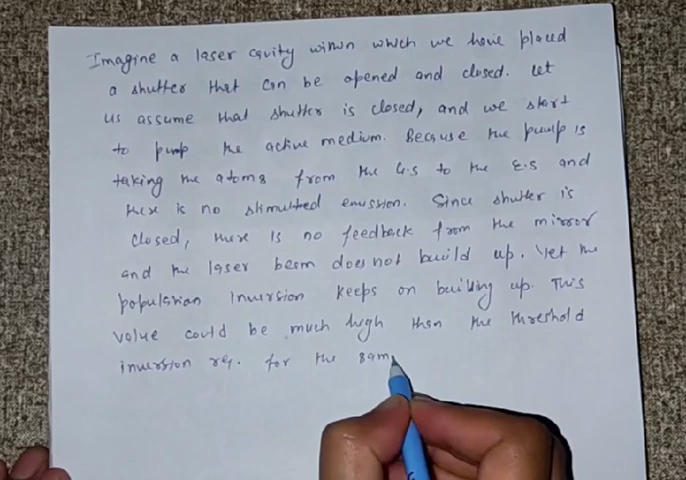 Imagine a laser cavity within which we have placed
a shutter that can be opened and closed. Let
us assume that shutter is closed, and we start
to pump the active medium. Because the pump is
taking the atoms from the G.S to the E.S and
there is no stimulted emission. Since shutter is
closed, there is no feedback from the mirror
and the laser beam does not build up. Yet the
population inversion keeps on builing up. This
value could be much high than the threshold
inversion req. for the sam